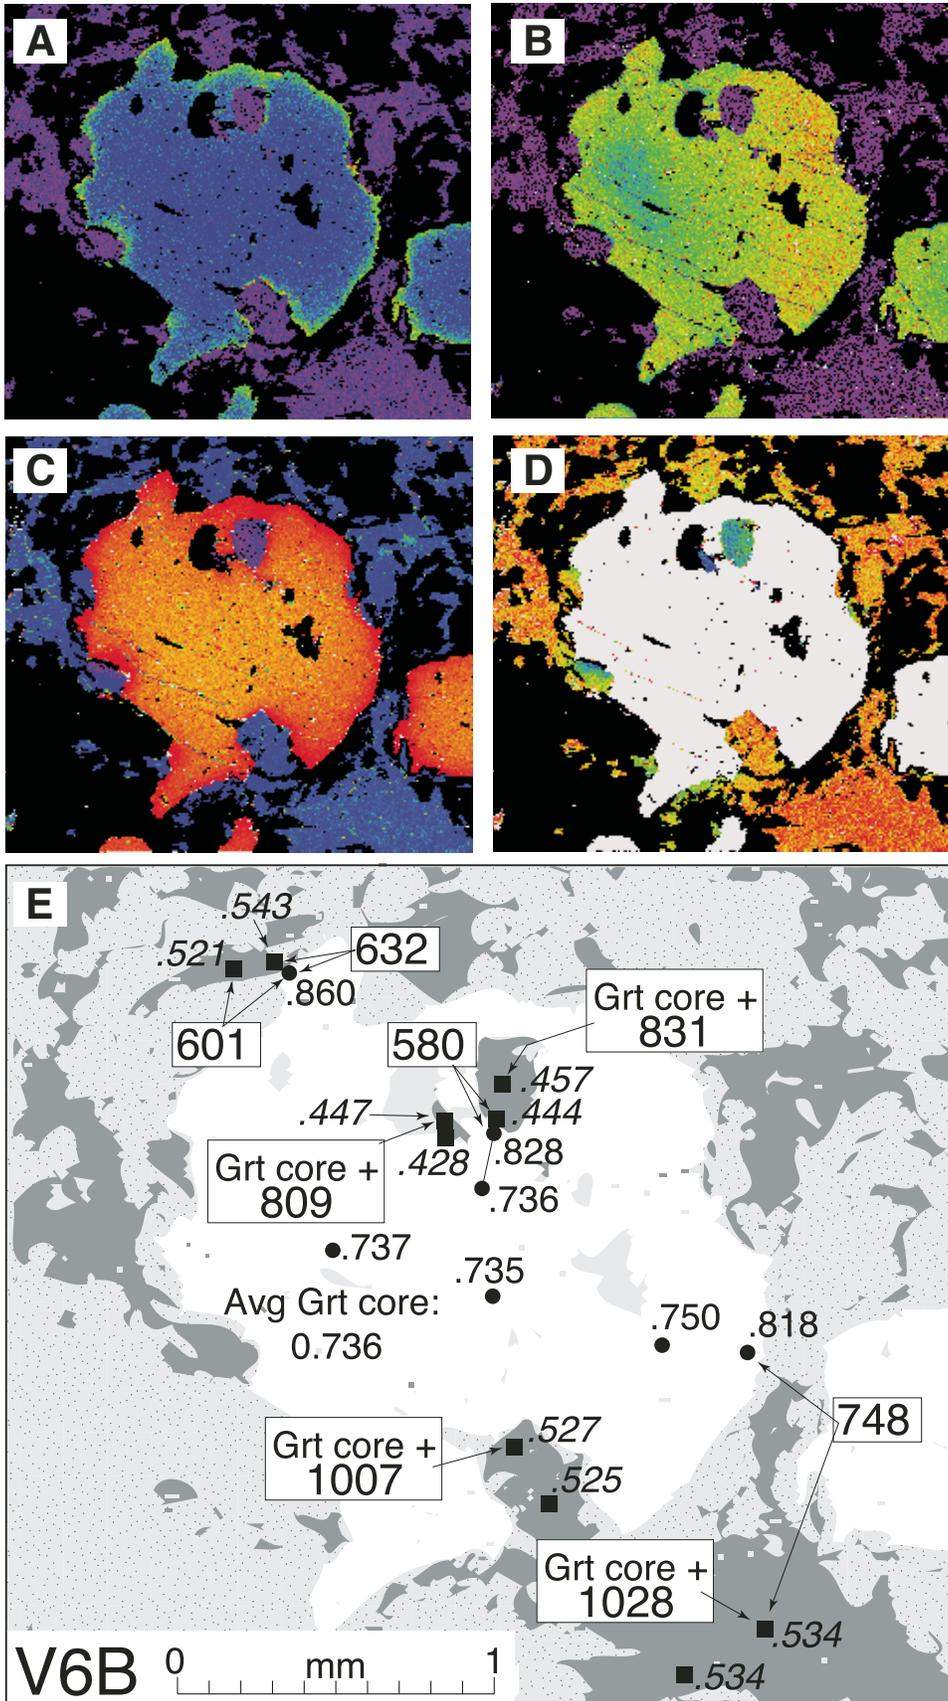 A
B
C
D
E
.543
.521
632
.860
601
580
Grt core +
831
.457
.447
.444
.428
.828
Grt core +
809
.736
.737
.735
Avg Grt core:
0.736
.750
.818
748
.527
Grt core +
1007
.525
Grt core +
1028
.534
.534
V6B
0 mm 1